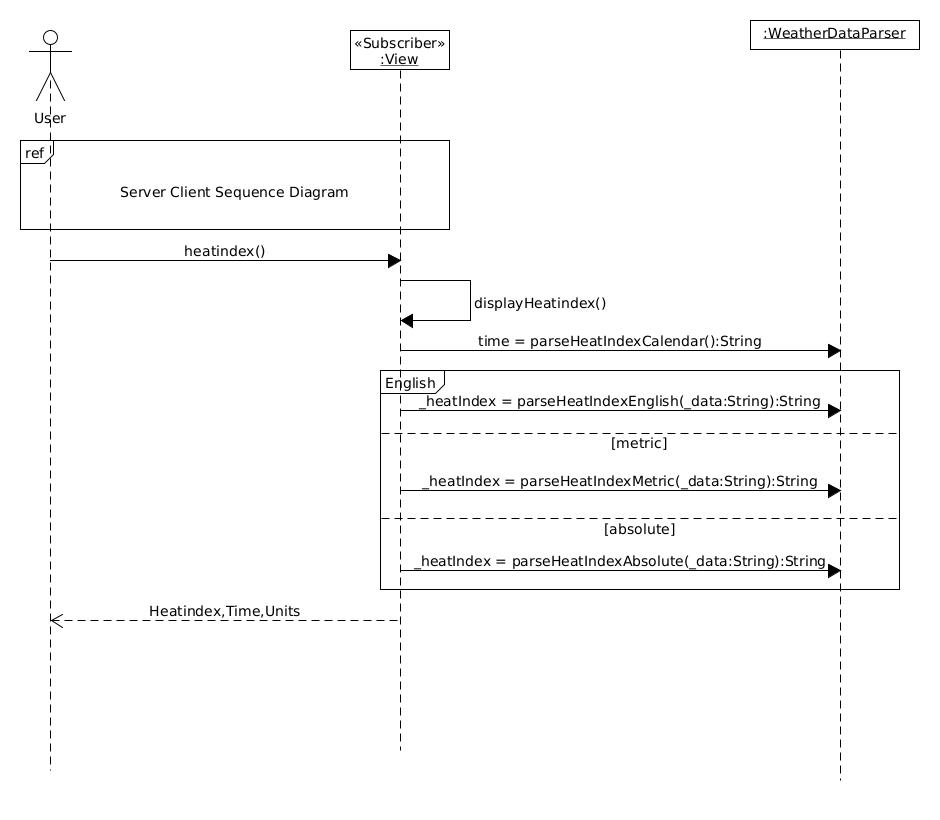 :WeatherDataParser
«Subscriber»
:View
User
ref
Server Client Sequence Diagram
heatindex()
displayHeatindex()
time = parseHeatIndexCalendar():String
English
_heatIndex = parseHeatIndexEnglish(_data:String):String
[metric]
_heatIndex = parseHeatIndexMetric(_data:String):String
[absolute]
_heatIndex = parseHeatIndexAbsolute(_data:String):String
Heatindex,Time,Units